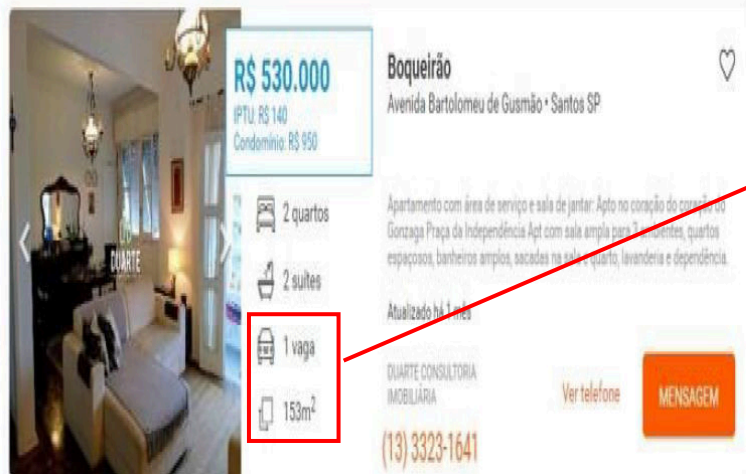 R$ 530.000
IPTU: R$ 140
Condomínio: R$ 950
2 quartos
2 suítes
1 vaga
153m²
DUARTE
Boqueirão
Avenida Bartolomeu de Gusmão • Santos SP
Apartamento com área de serviço e sala de jantar: Apto no coração do coração do
Gonzaga Praça da Independência Apt com sala ampla para 3 ambientes, quartos
espaçosos, banheiros amplos, sacadas na sala e quarto, lavanderia e dependência.
Atualizado há 1 mês
DUARTE CONSULTORIA
IMOBILIÁRIA
(13) 3323-1641
Ver telefone
MENSAGEM